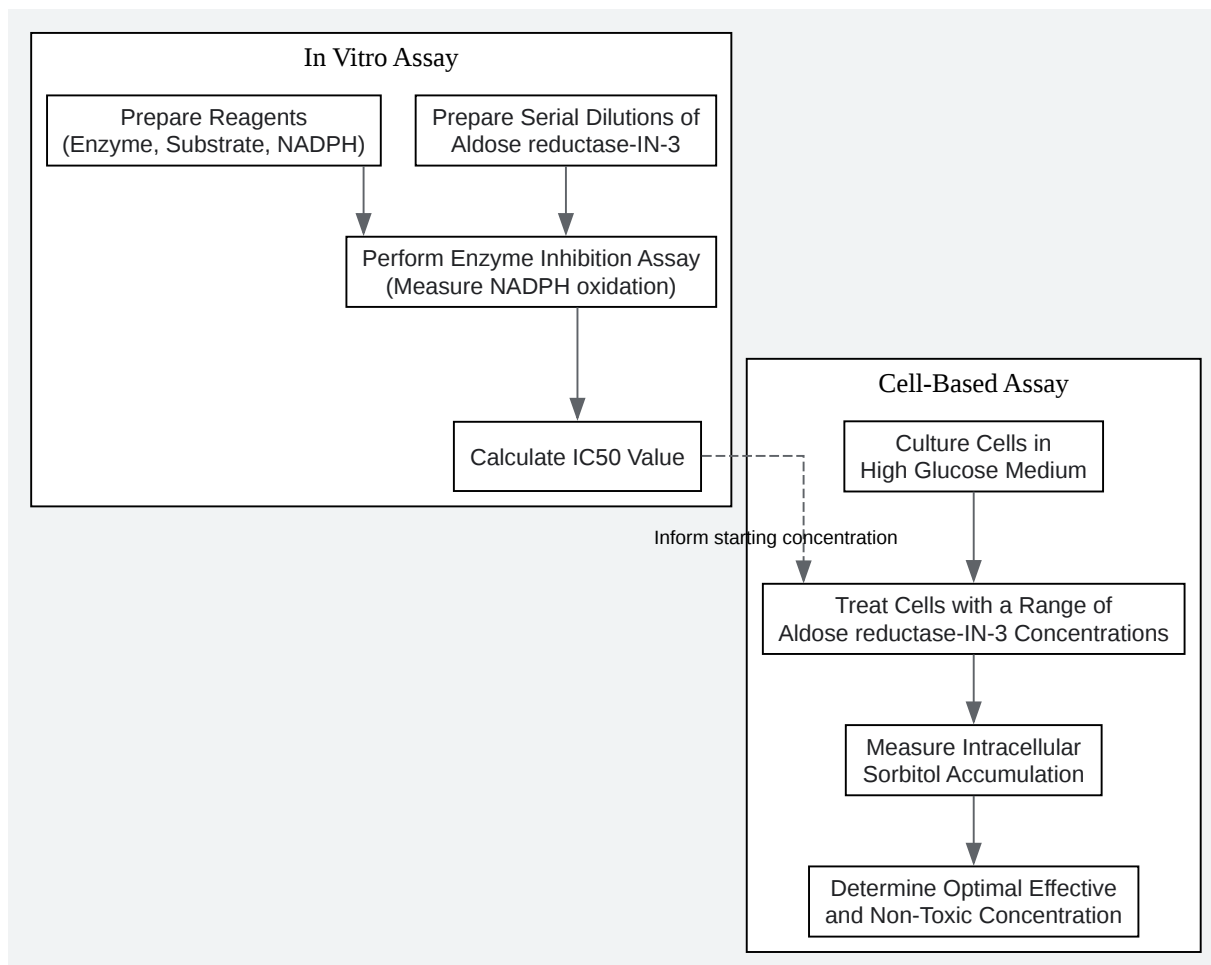 In Vitro Assay
Prepare Reagents
(Enzyme, Substrate, NADPH)
Prepare Serial Dilutions of
Aldose reductase-IN-3
Perform Enzyme Inhibition Assay
(Measure NADPH oxidation)
Calculate IC50 Value
Inform starting concentration
Cell-Based Assay
Culture Cells in
High Glucose Medium
Treat Cells with a Range of
Aldose reductase-IN-3 Concentrations
Measure Intracellular
Sorbitol Accumulation
Determine Optimal Effective
and Non-Toxic Concentration